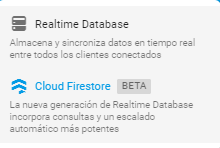 Realtime Database
Almacena y sincroniza datos en tiempo real
entre todos los clientes conectados
Cloud Firestore BETA
La nueva generación de Realtime Database
incorpora consultas y un escalado
automático más potentes